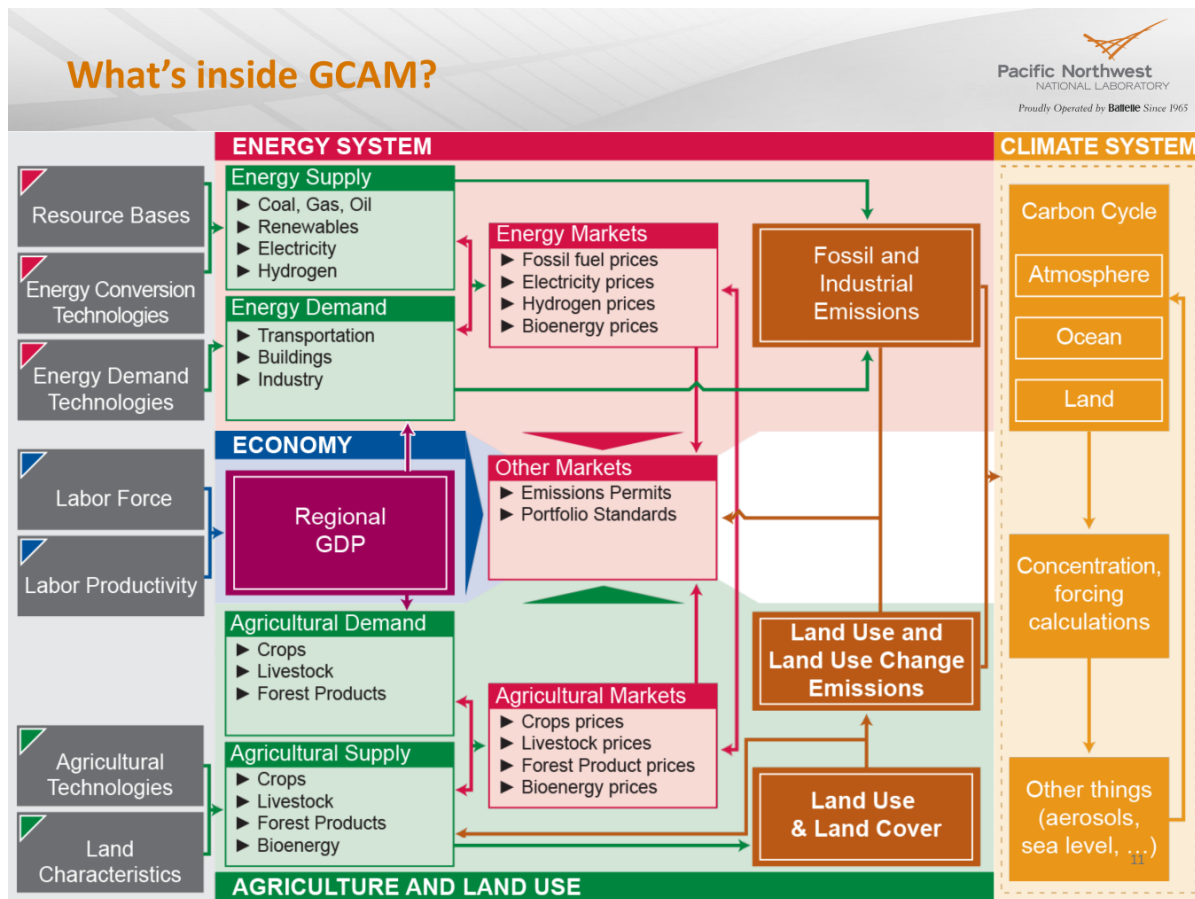 What's inside GCAM?
Pacific Northwest
NATIONAL LABORATORY
Proudly Operated by Battelle Since 1965
ENERGY SYSTEM
CLIMATE SYSTEM
Resource Bases
Energy Conversion
Technologies
Energy Demand
Technologies
Energy Supply
► Coal, Gas, Oil
► Renewables
► Electricity
► Hydrogen
Energy Demand
► Transportation
► Buildings
► Industry
Energy Markets
► Fossil fuel prices
► Electricity prices
► Hydrogen prices
► Bioenergy prices
Fossil and
Industrial
Emissions
Carbon Cycle
Atmosphere
Ocean
Land
ECONOMY
Labor Force
Labor Productivity
Regional
GDP
Other Markets
► Emissions Permits
► Portfolio Standards
Concentration,
forcing
calculations
Agricultural Demand
► Crops
► Livestock
► Forest Products
Land Use and
Land Use Change
Emissions
Agricultural
Technologies
Land
Characteristics
Agricultural Supply
► Crops
► Livestock
► Forest Products
► Bioenergy
Agricultural Markets
► Crops prices
► Livestock prices
► Forest Product prices
► Bioenergy prices
Land Use
& Land Cover
Other things
(aerosols,
sea level, …)
11
AGRICULTURE AND LAND USE